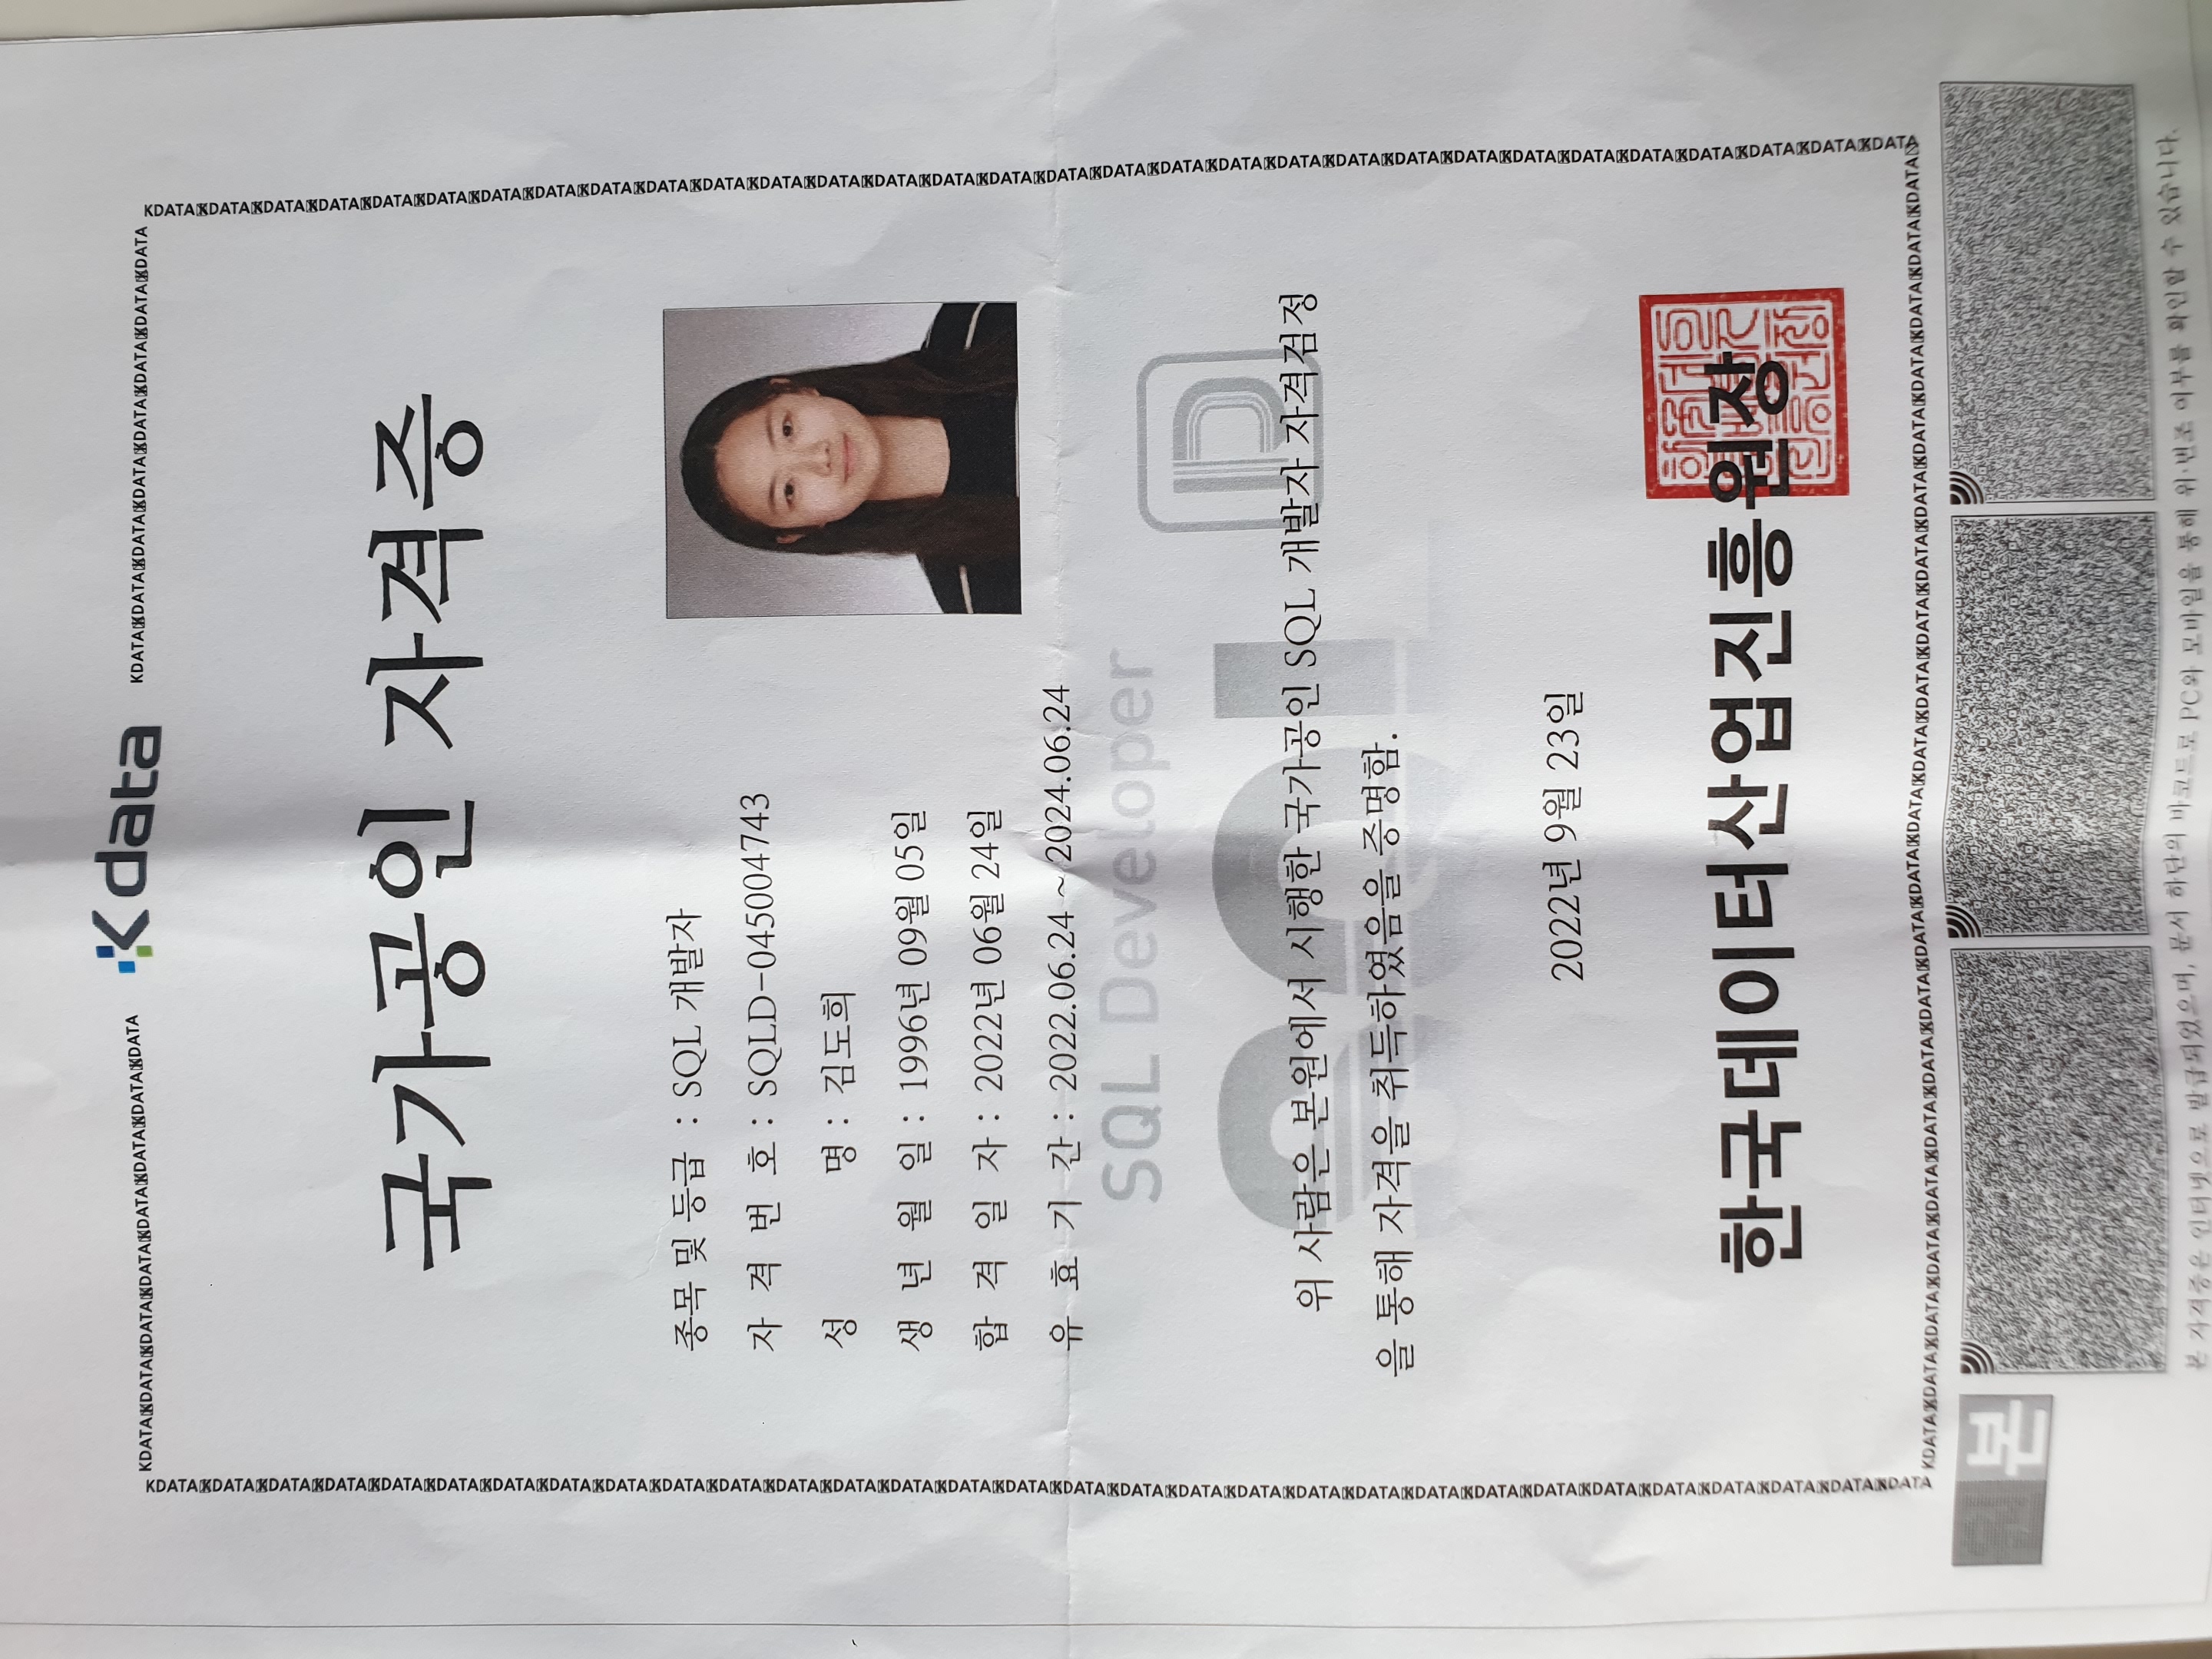 K data
KDATAKDATAKDATAKDATAKDATAKDATAKDATAKDATA
KDATAKDATAKDATAKDATAKDATAKDATAKDATAKDATA
국가공인 자격증
종목 및 등급 : SQL 개발자
자 격 번 호 : SQLD-045004743
성 명 : 김도희
생 년 월 일 : 1996년 09월 05일
합 격 일 자 : 2022년 06월 24일
유 효 기 간 : 2022.06.24 ~ 2024.06.24
SQL Developer
SQL
D
위 사람은 본원에서 시행한 국가공인 SQL 개발자 자격검정
을 통해 자격을 취득하였음을 증명함.
2022년 9월 23일
한국데이터산업진흥원장
본
본 자격증은 인터넷으로 발급되었으며, 문서 하단의 바코드로 PC와 모바일을 통해 위·변조 여부를 확인할 수 있습니다.